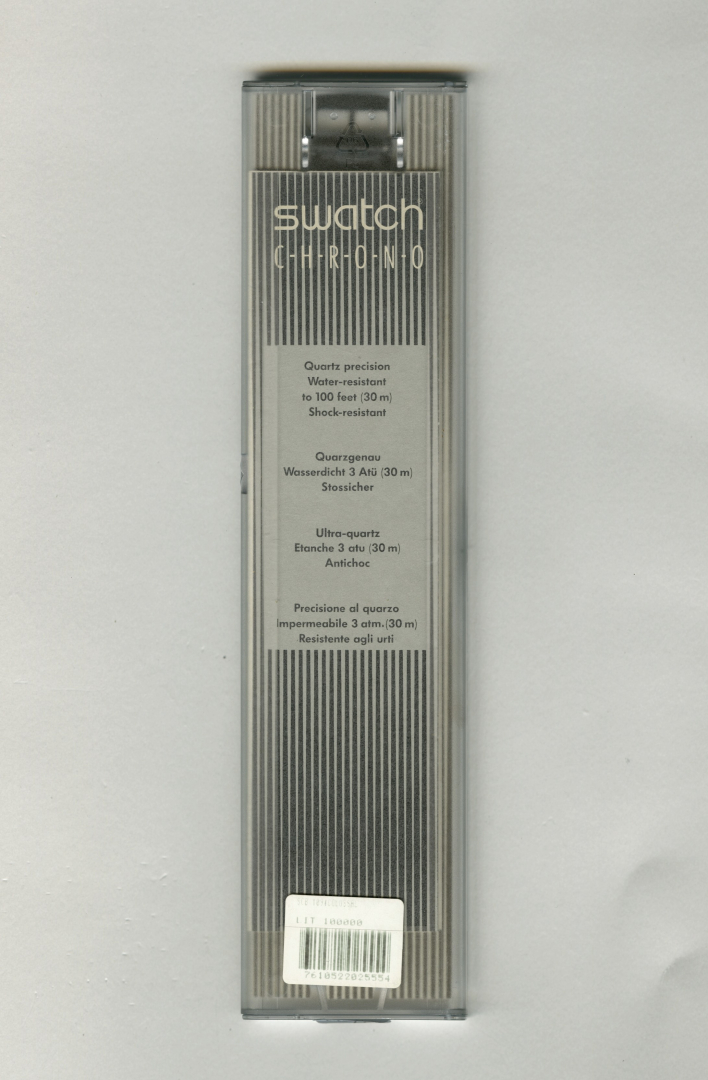 swatch
C-H-R-O-N-O
Quartz precision
Water-resistant
to 100 feet (30 m)
Shock-resistant
Quarzgenau
Wasserdicht 3 Atü (30 m)
Stossicher
Ultra-quartz
Etanche 3 atu (30 m)
Antichoc
Precisione al quarzo
Impermeabile 3 atm.(30 m)
Resistente agli urti
LIT 100000
7610522025554